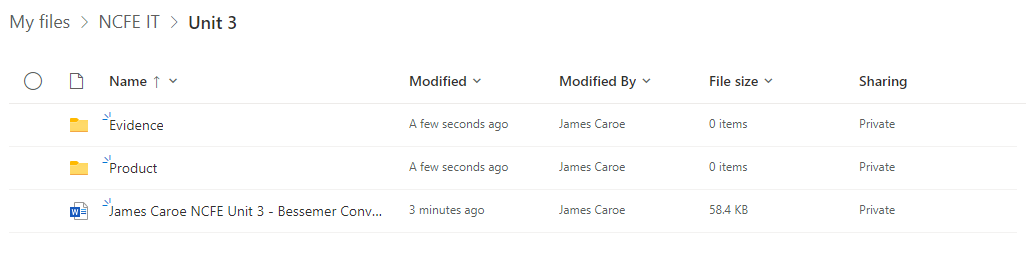 My files > NCFE IT > Unit 3
Name ↑ Modified Modified By File size Sharing
Evidence A few seconds ago James Caroe 0 items Private
Product A few seconds ago James Caroe 0 items Private
James Caroe NCFE Unit 3 - Bessemer Conv... 3 minutes ago James Caroe 58.4 KB Private